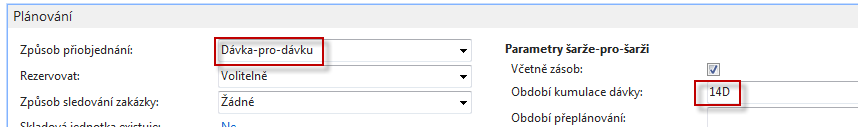 Plánování
Způsob přiobjednání: Dávka-pro-dávku
Rezervovat: Volitelně
Způsob sledování zakázky: Žádné
Skladová jednotka existuje: Ne
Parametry šarže-pro-šarži
Včetně zásob:
Období kumulace dávky: 14D
Období přeplánování: